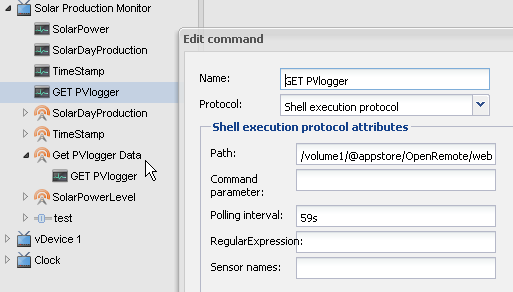 Solar Production Monitor
SolarPower
SolarDayProduction
TimeStamp
GET PVlogger
SolarDayProduction
TimeStamp
Get PVlogger Data
GET PVlogger
SolarPowerLevel
test
vDevice 1
Clock
Edit command
Name: GET PVlogger
Protocol: Shell execution protocol
Shell execution protocol attributes
Path: /volume1/@appstore/OpenRemote/web
Command
parameter:
Polling interval: 59s
RegularExpression:
Sensor names: